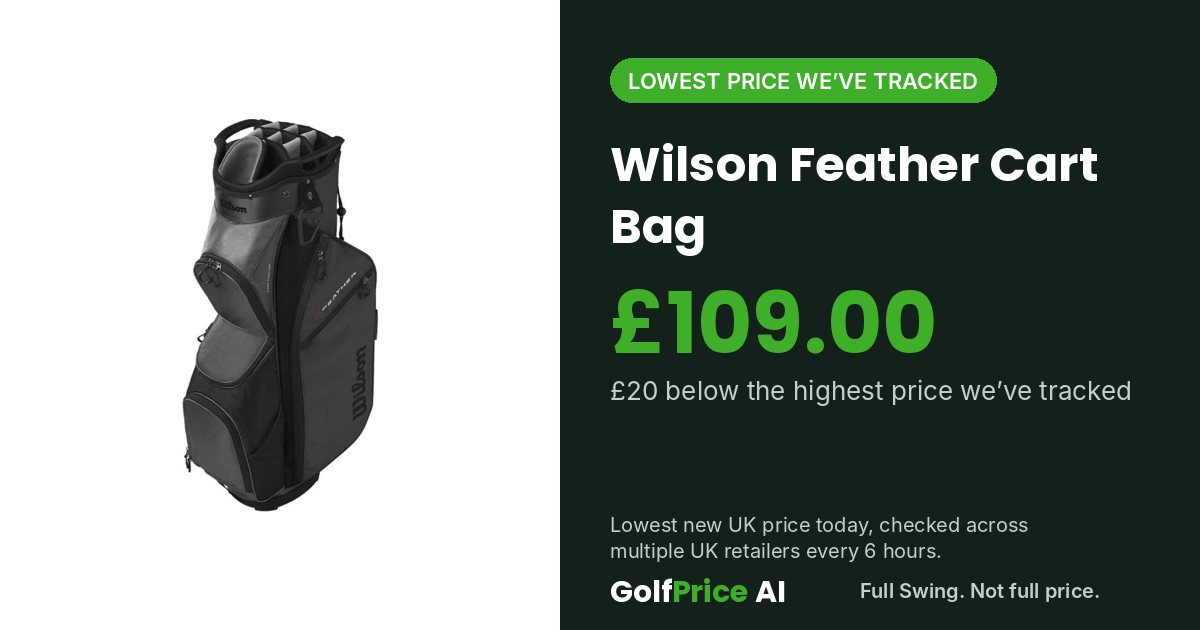 LOWEST PRICE WE’VE TRACKED
Wilson Feather Cart
Bag
£109.00
£20 below the highest price we’ve tracked
Lowest new UK price today, checked across
multiple UK retailers every 6 hours.
GolfPrice AI
Full Swing. Not full price.
Wilson
FEATHER
Wilson